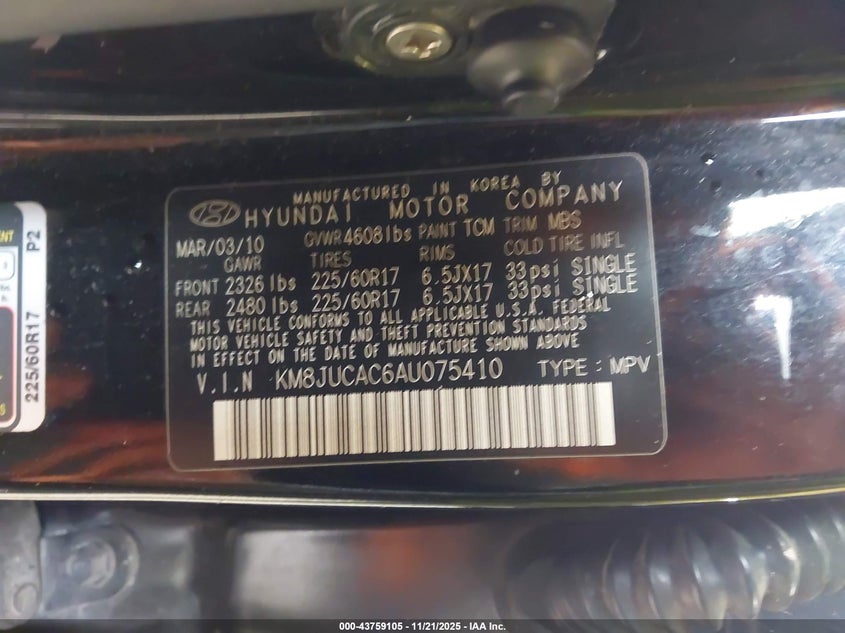 MANUFACTURED IN KOREA BY
HYUNDAI MOTOR COMPANY
MAR/03/10 GVWR 4608lbs PAINT TCM TRIM MBS
GAWR TIRES RIMS COLD TIRE INFL
FRONT 2326 lbs 225/60R17 6.5JX17 33psi SINGLE
REAR 2480 lbs 225/60R17 6.5JX17 33psi SINGLE
THIS VEHICLE CONFORMS TO ALL APPLICABLE U.S.A. FEDERAL
MOTOR VEHICLE SAFETY AND THEFT PREVENTION STANDARDS
IN EFFECT ON THE DATE OF MANUFACTURE SHOWN ABOVE
V.I.N KM8JUCAC6AU075410 TYPE : MPV
225/60R17 P2
000-43759105 - 11/21/2025 - IAA Inc.